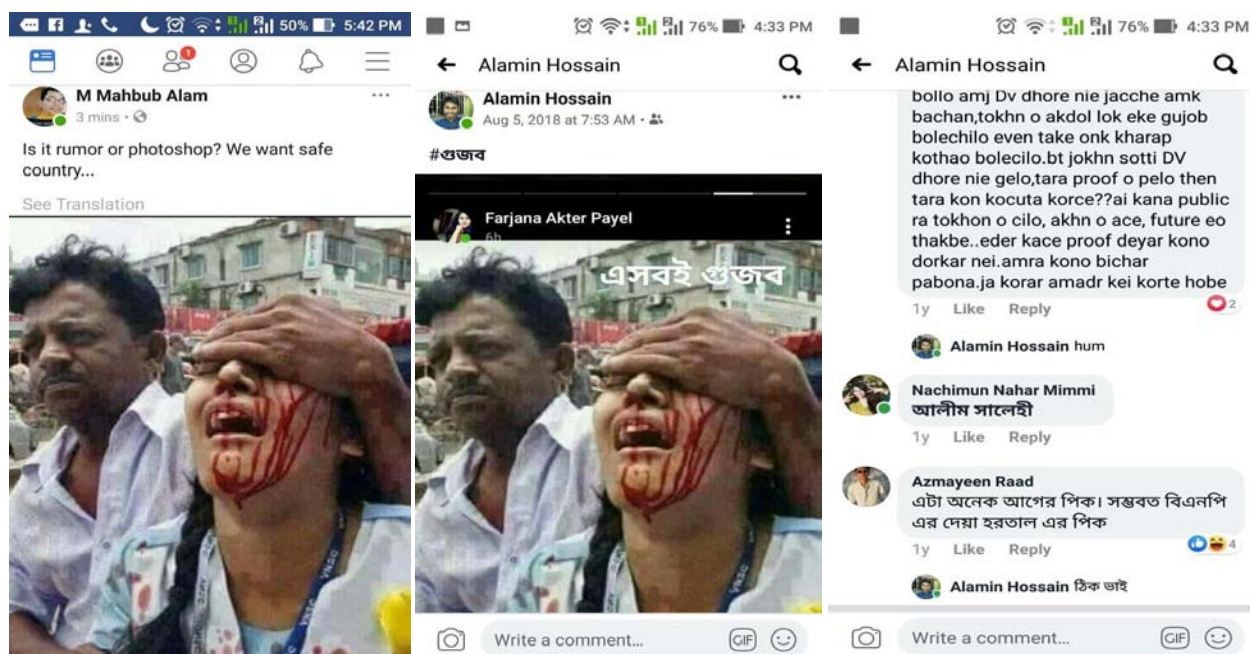 50% 5:42 PM
1
M Mahbub Alam
3 mins
Is it rumor or photoshop? We want safe
country...
See Translation
VNSC
76% 4:33 PM
Alamin Hossain
Alamin Hossain
Aug 5, 2018 at 7:53 AM
#গুজব
Farjana Akter Payel
6h
এসবই গুজব
VNSC
Write a comment...
GIF
76% 4:33 PM
Alamin Hossain
bollo amj Dv dhore nie jacche amk
bachan,tokhn o akdol lok eke gujob
bolechilo even take onk kharap
kothao bolecilo.bt jokhn sotti DV
dhore nie gelo,tara proof o pelo then
tara kon kocuta korce??ai kana public
ra tokhon o cilo, akhn o ace, future eo
thakbe..eder kace proof deyar kono
dorkar nei.amra kono bichar
pabona.ja korar amadr kei korte hobe
1y Like Reply 2
Alamin Hossain hum
Nachimun Nahar Mimmi
আলীম সালেহী
1y Like Reply
Azmayeen Raad
এটা অনেক আগের পিক। সম্ভবত বিএনপি
এর দেয়া হরতাল এর পিক
1y Like Reply 4
Alamin Hossain ঠিক ভাই
Write a comment...
GIF